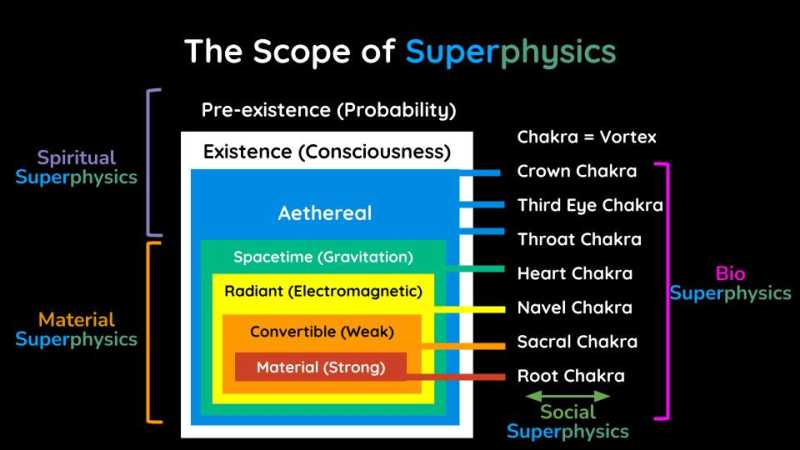 The Scope of Superphysics
Pre-existence (Probability)
Existence (Consciousness)
Chakra = Vortex
Spiritual
Superphysics
Crown Chakra
Third Eye Chakra
Aethereal
Throat Chakra
Spacetime (Gravitation)
Heart Chakra
Bio
Superphysics
Radiant (Electromagnetic)
Navel Chakra
Material
Superphysics
Convertible (Weak)
Sacral Chakra
Material (Strong)
Root Chakra
Social
Superphysics